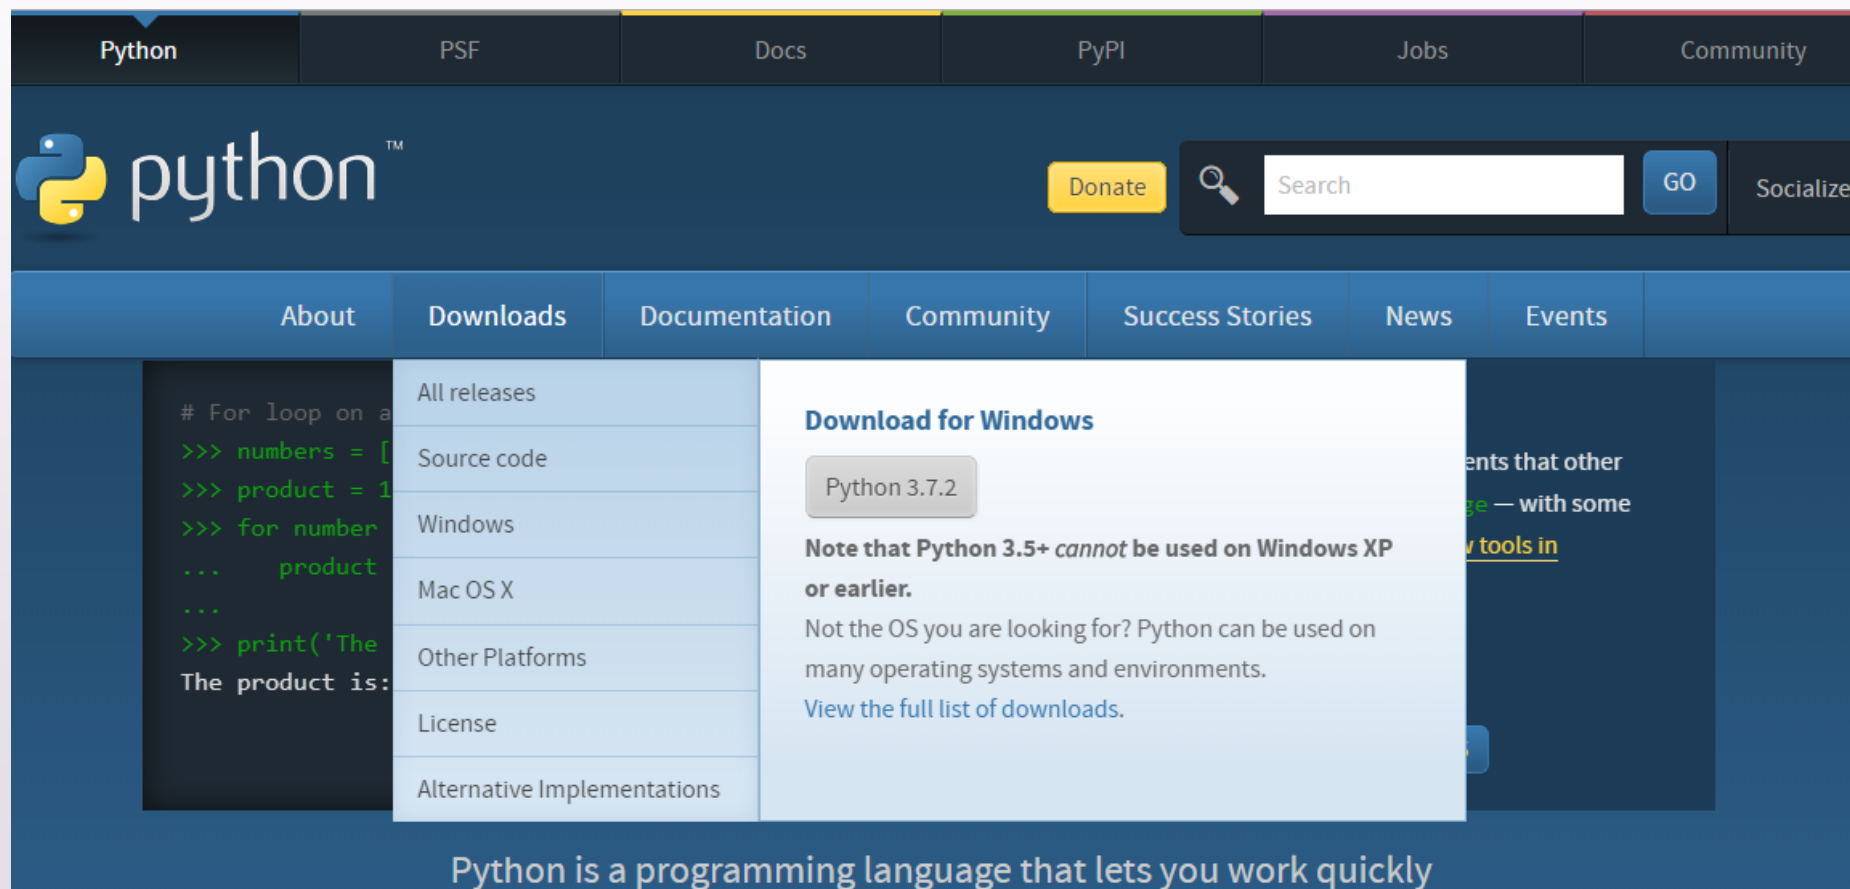 Python PSF Docs PyPI Jobs Community
python™
Donate Search GO Socialize
About Downloads Documentation Community Success Stories News Events
# For loop on a
>>> numbers = [
>>> product = 1
>>> for number
... product
...
>>> print('The
The product is:
All releases
Source code
Windows
Mac OS X
Other Platforms
License
Alternative Implementations
Download for Windows
Python 3.7.2
Note that Python 3.5+ cannot be used on Windows XP
or earlier.
Not the OS you are looking for? Python can be used on
many operating systems and environments.
View the full list of downloads.
that other
— with some
tools in
Python is a programming language that lets you work quickly